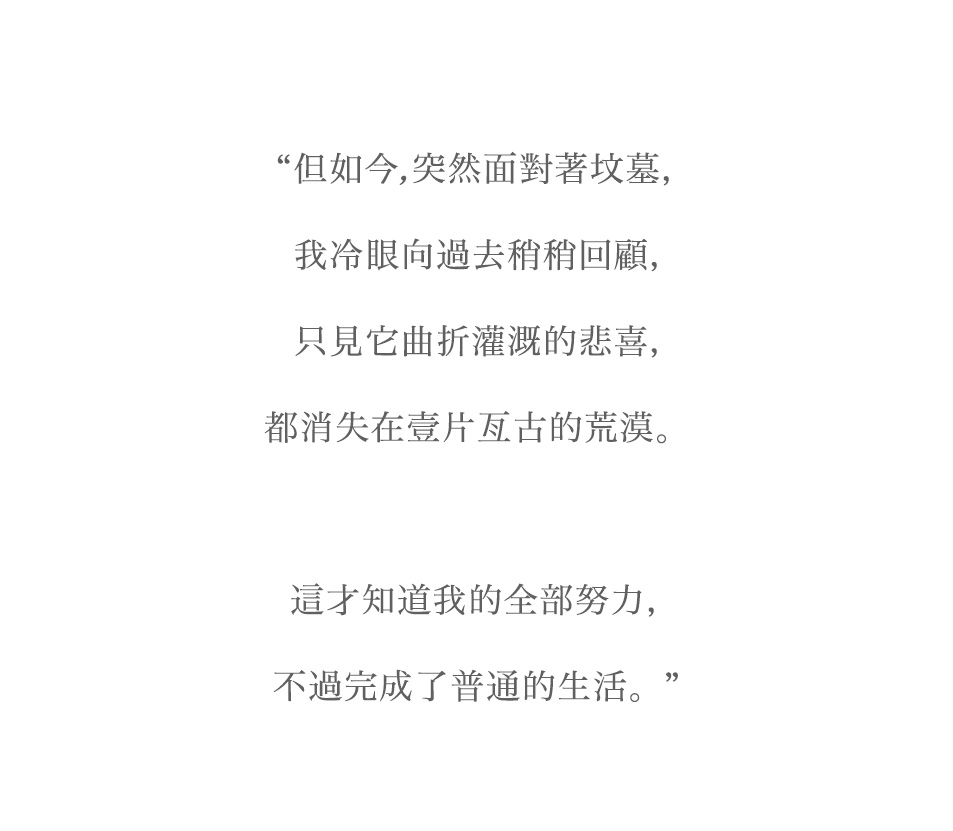 “但如今,突然面對著坟墓,
我冷眼向過去稍稍回顧,
只見它曲折灌溉的悲喜,
都消失在壹片亙古的荒漠。
這才知道我的全部努力,
不過完成了普通的生活。”